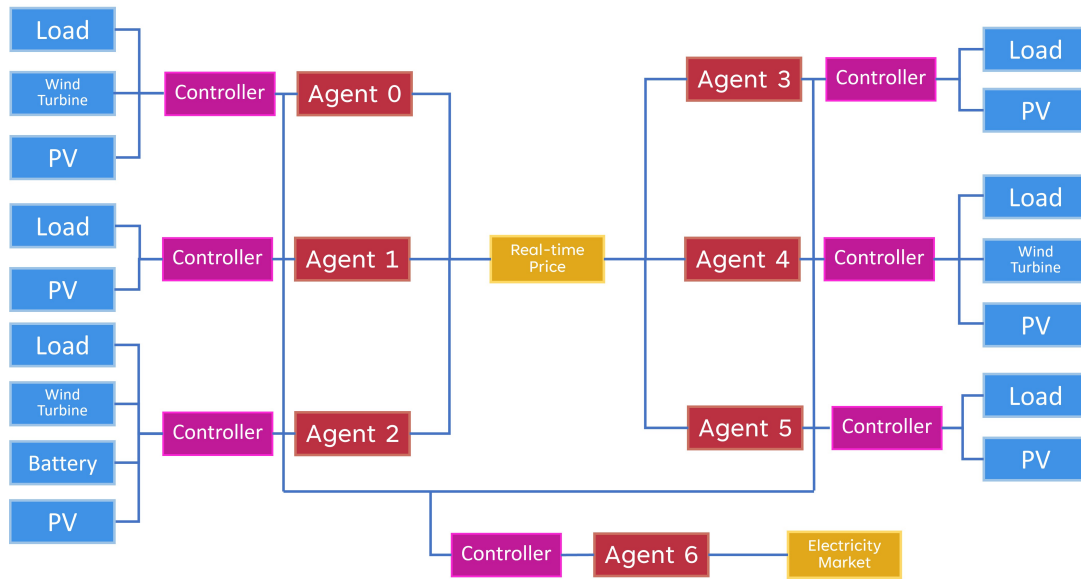 Load
Wind
Turbine
PV
Controller
Agent 0
Load
PV
Controller
Agent 1
Load
Wind
Turbine
Battery
PV
Controller
Agent 2
Real-time
Price
Agent 3
Controller
Load
PV
Agent 4
Controller
Load
Wind
Turbine
PV
Agent 5
Controller
Load
PV
Controller
Agent 6
Electricity
Market